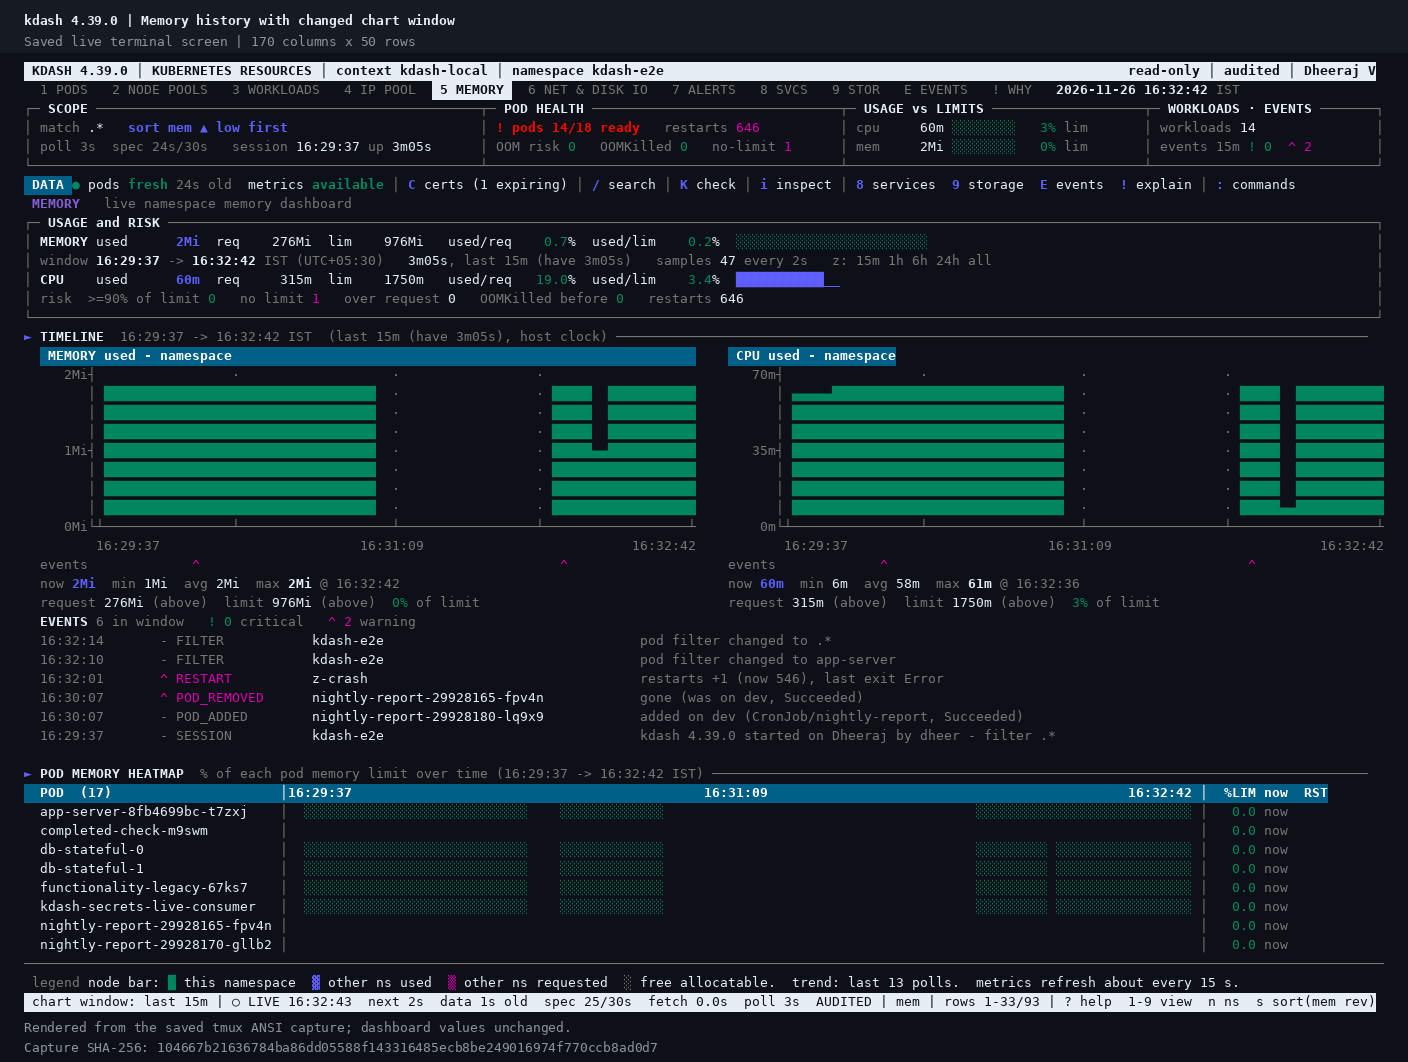 kdash 4.39.0 | Memory history with changed chart window
Saved live terminal screen | 170 columns x 50 rows
KDASH 4.39.0 │ KUBERNETES RESOURCES │ context kdash-local │ namespace kdash-e2e read-only │ audited │ Dheeraj V
1 PODS 2 NODE POOLS 3 WORKLOADS 4 IP POOL 5 MEMORY 6 NET & DISK IO 7 ALERTS 8 SVCS 9 STOR E EVENTS ! WHY 2026-11-26 16:32:42 IST
SCOPE POD HEALTH USAGE vs LIMITS WORKLOADS · EVENTS
match .* sort mem ▲ low first │ ! pods 14/18 ready restarts 646 │ cpu 60m 3% lim │ workloads 14
poll 3s spec 24s/30s session 16:29:37 up 3m05s │ OOM risk 0 OOMKilled 0 no-limit 1 │ mem 2Mi 0% lim │ events 15m ! 0 ^ 2
DATA ● pods fresh 24s old metrics available │ C certs (1 expiring) │ / search │ K check │ i inspect │ 8 services 9 storage E events ! explain │ : commands
MEMORY live namespace memory dashboard
USAGE and RISK
MEMORY used 2Mi req 276Mi lim 976Mi used/req 0.7% used/lim 0.2%
window 16:29:37 -> 16:32:42 IST (UTC+05:30) 3m05s, last 15m (have 3m05s) samples 47 every 2s z: 15m 1h 6h 24h all
CPU used 60m req 315m lim 1750m used/req 19.0% used/lim 3.4%
risk >=90% of limit 0 no limit 1 over request 0 OOMKilled before 0 restarts 646
► TIMELINE 16:29:37 -> 16:32:42 IST (last 15m (have 3m05s), host clock)
MEMORY used - namespace CPU used - namespace
2Mi 70m
1Mi 35m
0Mi 0m
16:29:37 16:31:09 16:32:42 16:29:37 16:31:09 16:32:42
events ^ ^ events ^ ^
now 2Mi min 1Mi avg 2Mi max 2Mi @ 16:32:42 now 60m min 6m avg 58m max 61m @ 16:32:36
request 276Mi (above) limit 976Mi (above) 0% of limit request 315m (above) limit 1750m (above) 3% of limit
EVENTS 6 in window ! 0 critical ^ 2 warning
16:32:14 - FILTER kdash-e2e pod filter changed to .*
16:32:10 - FILTER kdash-e2e pod filter changed to app-server
16:32:01 ^ RESTART z-crash restarts +1 (now 546), last exit Error
16:30:07 ^ POD_REMOVED nightly-report-29928165-fpv4n gone (was on dev, Succeeded)
16:30:07 - POD_ADDED nightly-report-29928180-lq9x9 added on dev (CronJob/nightly-report, Succeeded)
16:29:37 - SESSION kdash-e2e kdash 4.39.0 started on Dheeraj by dheer - filter .*
► POD MEMORY HEATMAP % of each pod memory limit over time (16:29:37 -> 16:32:42 IST)
POD (17) │16:29:37 16:31:09 16:32:42 │ %LIM now RST
app-server-8fb4699bc-t7zxj │ │ 0.0 now
completed-check-m9swm │ │ 0.0 now
db-stateful-0 │ │ 0.0 now
db-stateful-1 │ │ 0.0 now
functionality-legacy-67ks7 │ │ 0.0 now
kdash-secrets-live-consumer │ │ 0.0 now
nightly-report-29928165-fpv4n │ │ 0.0 now
nightly-report-29928170-gllb2 │ │ 0.0 now
legend node bar: █ this namespace ▓ other ns used ▒ other ns requested ░ free allocatable. trend: last 13 polls. metrics refresh about every 15 s.
chart window: last 15m | ○ LIVE 16:32:43 next 2s data 1s old spec 25/30s fetch 0.0s poll 3s AUDITED | mem | rows 1-33/93 | ? help 1-9 view n ns s sort(mem rev)
Rendered from the saved tmux ANSI capture; dashboard values unchanged.
Capture SHA-256: 104667b21636784ba86dd05588f143316485ecb8be249016974f770ccb8ad0d7